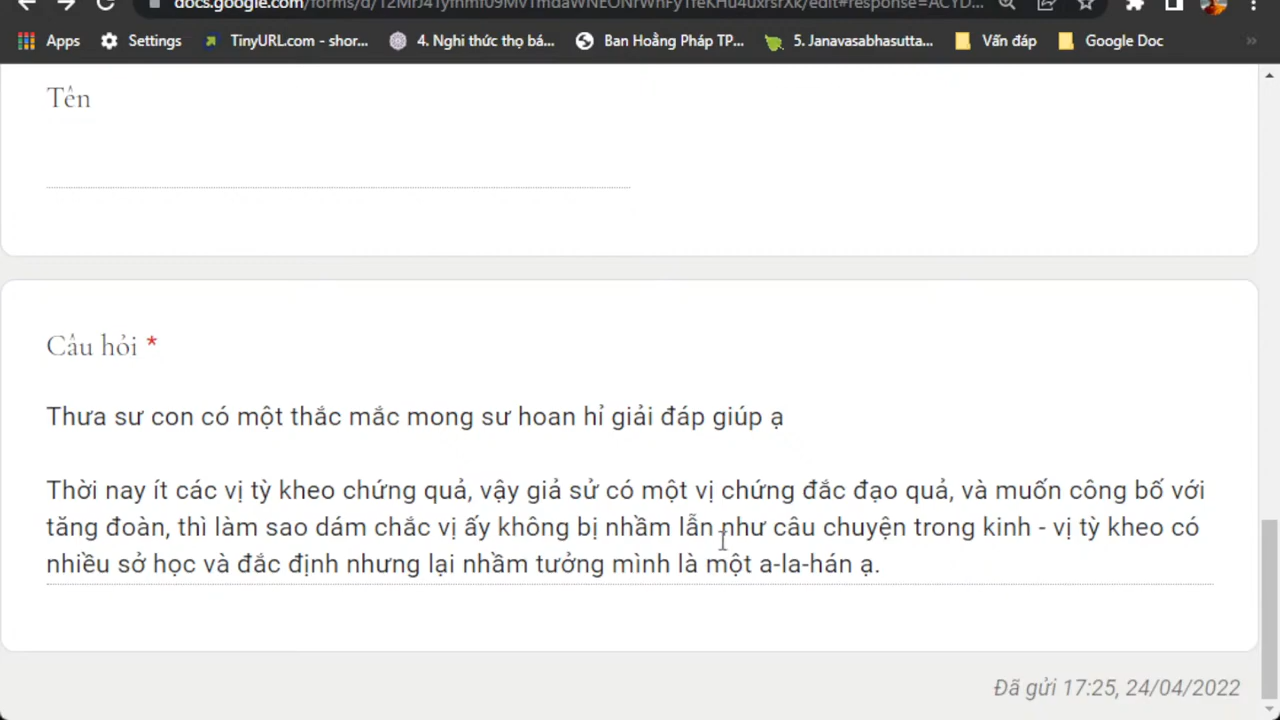 Apps Settings TinyURL.com - shor... 4. Nghi thức thọ bá... Ban Hoằng Pháp TP... 5. Janavasabhasutta... Vấn đáp Google Doc »
Tên
Câu hỏi *
Thưa sư con có một thắc mắc mong sư hoan hỉ giải đáp giúp ạ
Thời nay ít các vị tỳ kheo chứng quả, vậy giả sử có một vị chứng đắc đạo quả, và muốn công bố với
tăng đoàn, thì làm sao dám chắc vị ấy không bị nhầm lẫn như câu chuyện trong kinh - vị tỳ kheo có
nhiều sở học và đắc định nhưng lại nhầm tưởng mình là một a-la-hán ạ.
Đã gửi 17:25, 24/04/2022